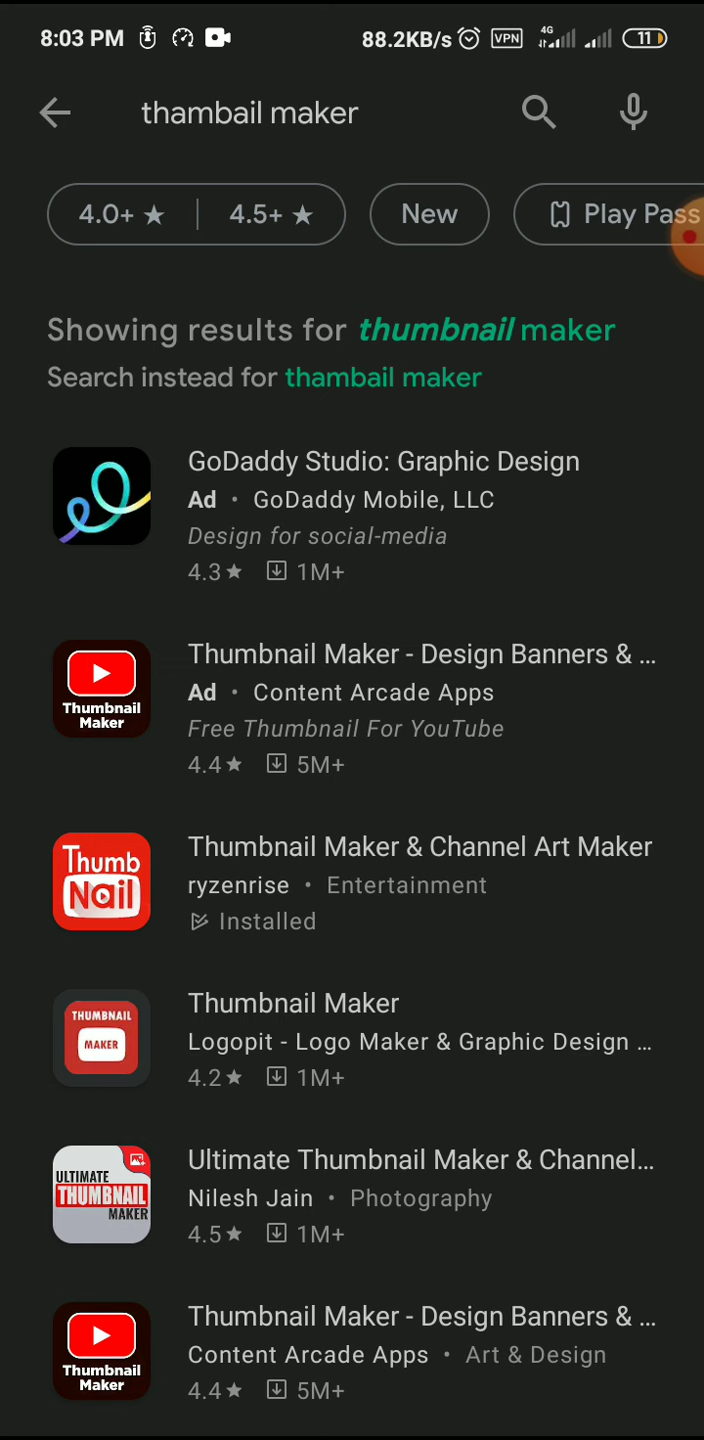 8:03 PM 88.2KB/s VPN 4G 11
thambail maker
4.0+ ★ | 4.5+ ★ New Play Pass
Showing results for thumbnail maker
Search instead for thambail maker
GoDaddy Studio: Graphic Design
Ad • GoDaddy Mobile, LLC
Design for social-media
4.3★ 1M+
Thumbnail Maker
Thumbnail Maker - Design Banners & ...
Ad • Content Arcade Apps
Free Thumbnail For YouTube
4.4★ 5M+
Thumb
Nail
Thumbnail Maker & Channel Art Maker
ryzenrise • Entertainment
Installed
THUMBNAIL
MAKER
Thumbnail Maker
Logopit - Logo Maker & Graphic Design ...
4.2★ 1M+
ULTIMATE
THUMBNAIL
MAKER
Ultimate Thumbnail Maker & Channel...
Nilesh Jain • Photography
4.5★ 1M+
Thumbnail
Maker
Thumbnail Maker - Design Banners & ...
Content Arcade Apps • Art & Design
4.4★ 5M+